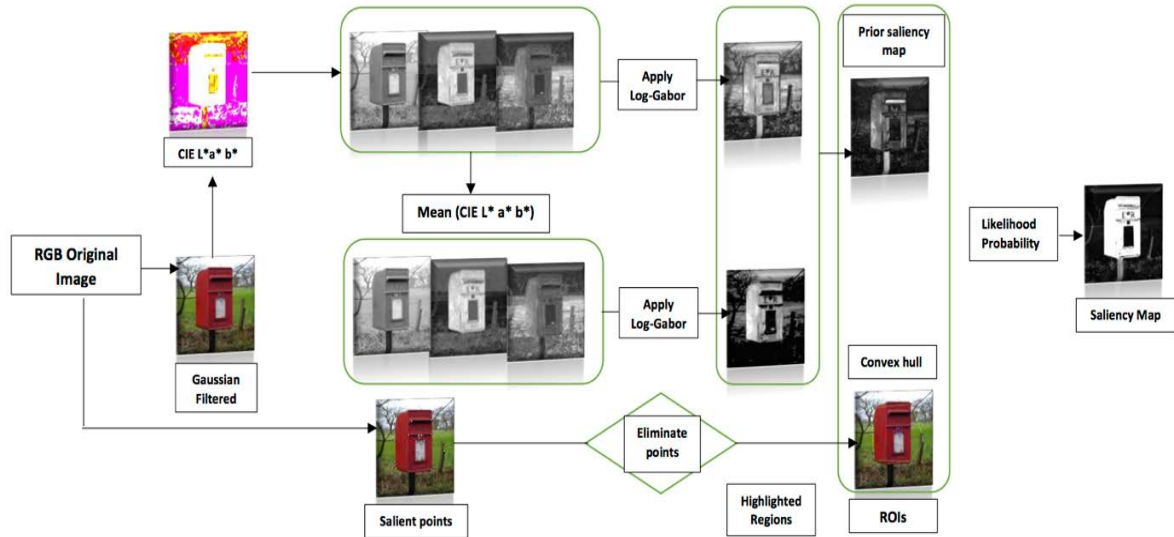 Prior saliency
map
Apply
Log-Gabor
CIE L*a* b*
Mean (CIE L* a* b*)
RGB Original
Image
Likelihood
Probability
Apply
Log-Gabor
Saliency Map
Gaussian
Filtered
Convex hull
Eliminate
points
Salient points
Highlighted
Regions
ROIs